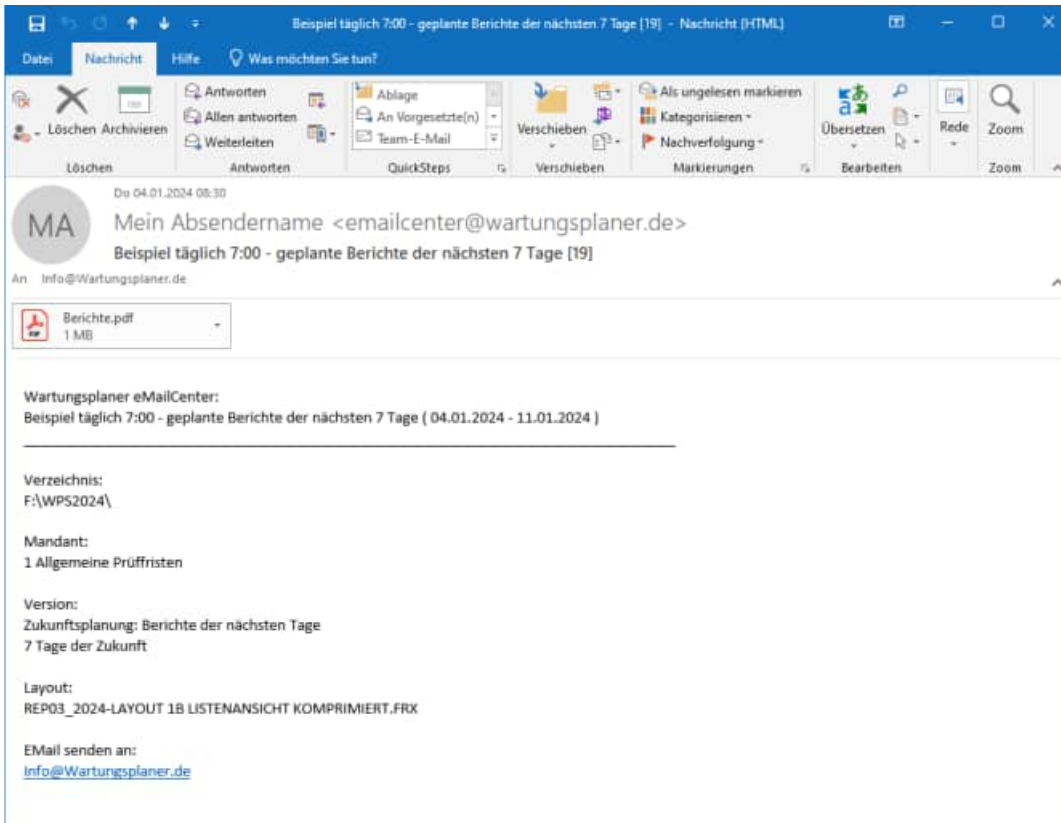 Beispiel täglich 7:00 - geplante Berichte der nächsten 7 Tage [19] - Nachricht (HTML)
Datei Nachricht Hilfe Was möchten Sie tun?
Löschen Archivieren
Löschen
Antworten
Allen antworten
Weiterleiten
Antworten
Ablage
An Vorgesetzte(n)
Team-E-Mail
QuickSteps
Verschieben
Verschieben
Als ungelesen markieren
Kategorisieren
Nachverfolgung
Markierungen
Übersetzen
Bearbeiten
Rede
Zoom
Zoom
Do 04.01.2024 08:30
MA
Mein Absendername <emailcenter@wartungsplaner.de>
Beispiel täglich 7:00 - geplante Berichte der nächsten 7 Tage [19]
An Info@Wartungsplaner.de
Berichte.pdf
1 MB
Wartungsplaner eMailCenter:
Beispiel täglich 7:00 - geplante Berichte der nächsten 7 Tage ( 04.01.2024 - 11.01.2024 )
Verzeichnis:
F:\WPS2024\
Mandant:
1 Allgemeine Prüffristen
Version:
Zukunftsplanung: Berichte der nächsten Tage
7 Tage der Zukunft
Layout:
REP03_2024-LAYOUT 1B LISTENANSICHT KOMPRIMIERT.FRX
EMail senden an:
Info@Wartungsplaner.de